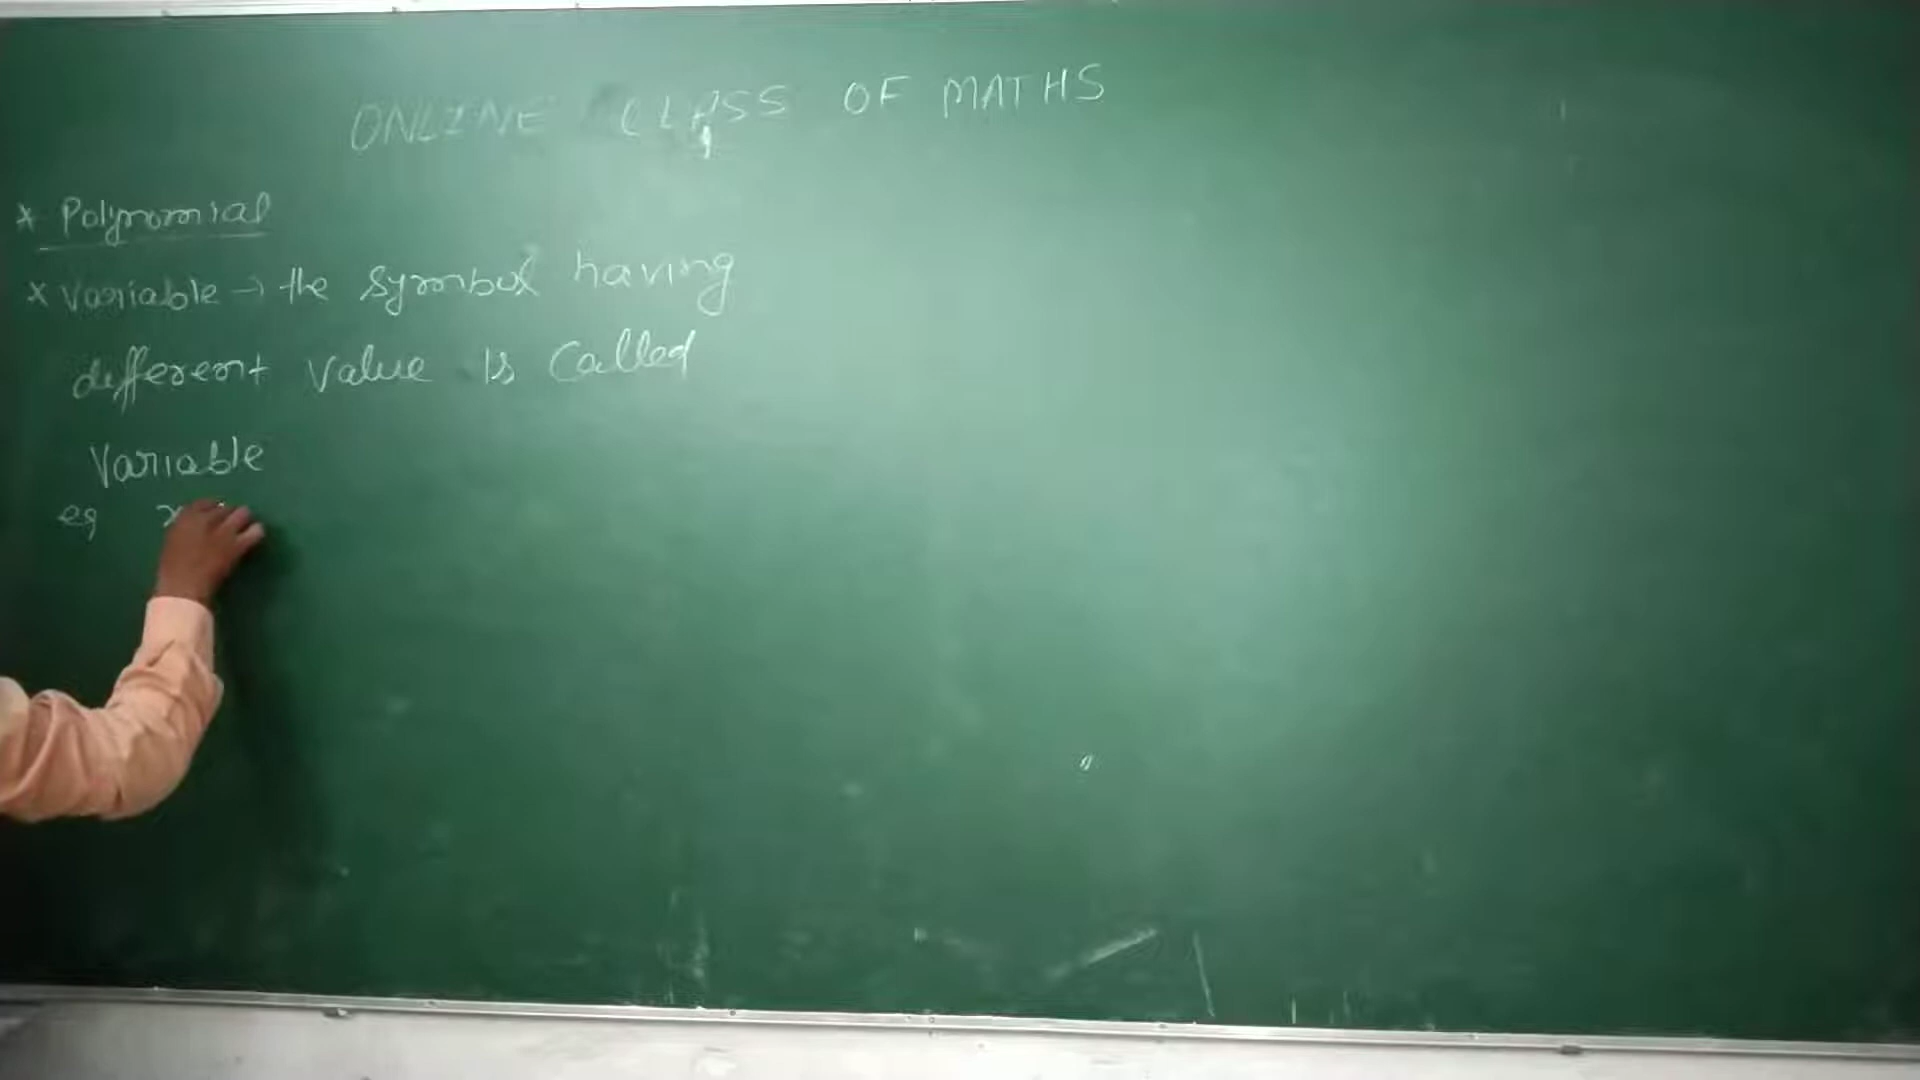 ONLINE CLASS OF MATHS
* Polynomial
* Variable → the symbol having
different value is called
Variable
eg x